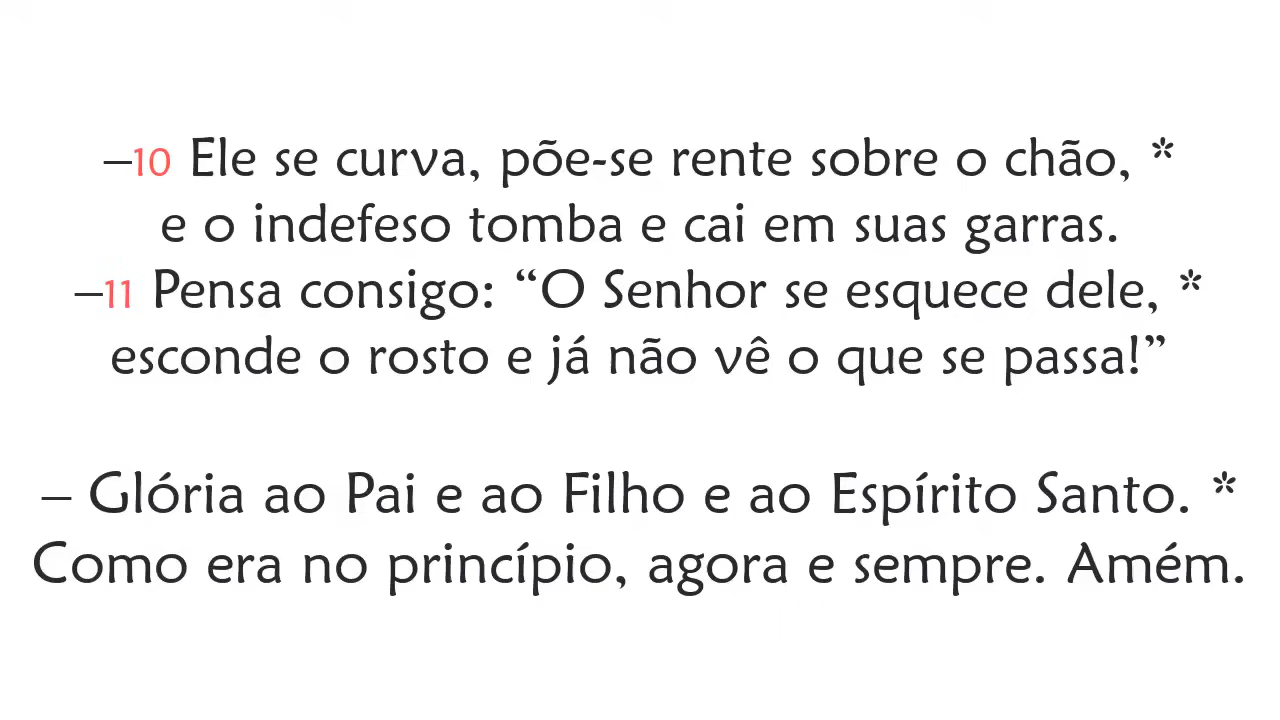 –10 Ele se curva, põe-se rente sobre o chão, *
e o indefeso tomba e cai em suas garras.
–11 Pensa consigo: “O Senhor se esquece dele, *
esconde o rosto e já não vê o que se passa!”
– Glória ao Pai e ao Filho e ao Espírito Santo. *
Como era no princípio, agora e sempre. Amém.